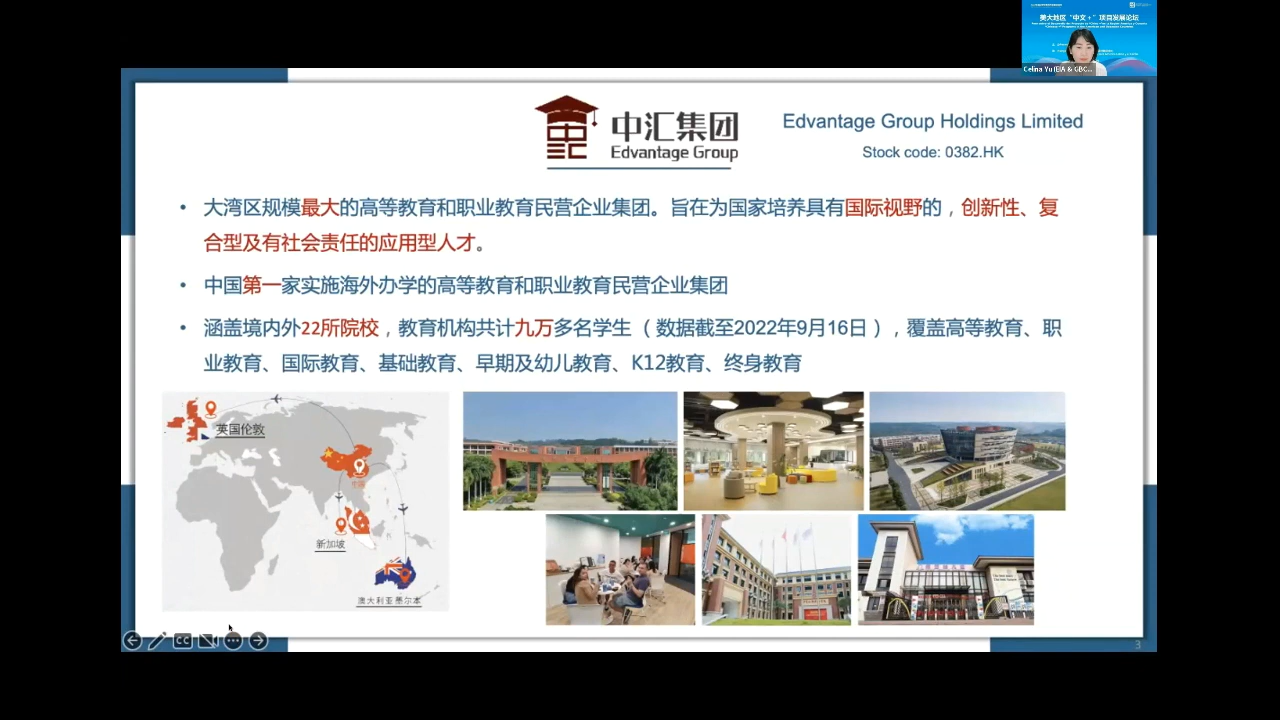 美大地区“中文+”项目发展论坛
Celina Yu (EIA & GBC...
中汇集团
Edvantage Group
Edvantage Group Holdings Limited
Stock code: 0382.HK
• 大湾区规模最大的高等教育和职业教育民营企业集团。旨在为国家培养具有国际视野的，创新性、复
合型及有社会责任的应用型人才。
• 中国第一家实施海外办学的高等教育和职业教育民营企业集团
• 涵盖境内外22所院校，教育机构共计九万多名学生（数据截至2022年9月16日），覆盖高等教育、职
业教育、国际教育、基础教育、早期及幼儿教育、K12教育、终身教育
英国伦敦
中国
新加坡
澳大利亚墨尔本
CC
3